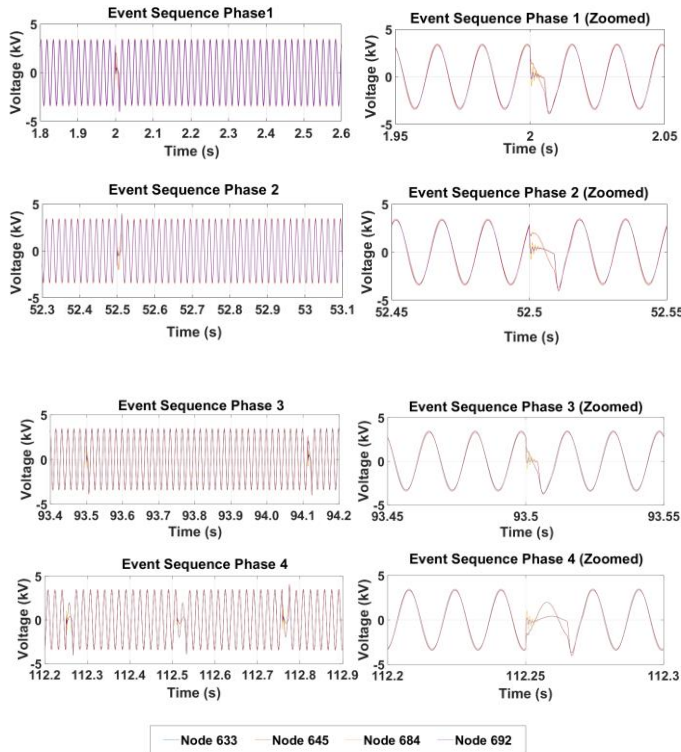 Event Sequence Phase1
Voltage (kV)
5
0
-5
1.8 1.9 2 2.1 2.2 2.3 2.4 2.5 2.6
Time (s)
Event Sequence Phase 1 (Zoomed)
Voltage (kV)
5
0
-5
1.95 2 2.05
Time (s)
Event Sequence Phase 2
Voltage (kV)
5
0
-5
52.3 52.4 52.5 52.6 52.7 52.8 52.9 53 53.1
Time (s)
Event Sequence Phase 2 (Zoomed)
Voltage (kV)
5
0
-5
52.45 52.5 52.55
Time (s)
Event Sequence Phase 3
Voltage (kV)
5
0
-5
93.4 93.5 93.6 93.7 93.8 93.9 94.0 94.1 94.2
Time (s)
Event Sequence Phase 3 (Zoomed)
Voltage (kV)
5
0
-5
93.45 93.5 93.55
Time (s)
Event Sequence Phase 4
Voltage (kV)
5
0
-5
112.2 112.3 112.4 112.5 112.6 112.7 112.8 112.9
Time (s)
Event Sequence Phase 4 (Zoomed)
Voltage (kV)
5
0
-5
112.2 112.25 112.3
Time (s)
Node 633 Node 645 Node 684 Node 692